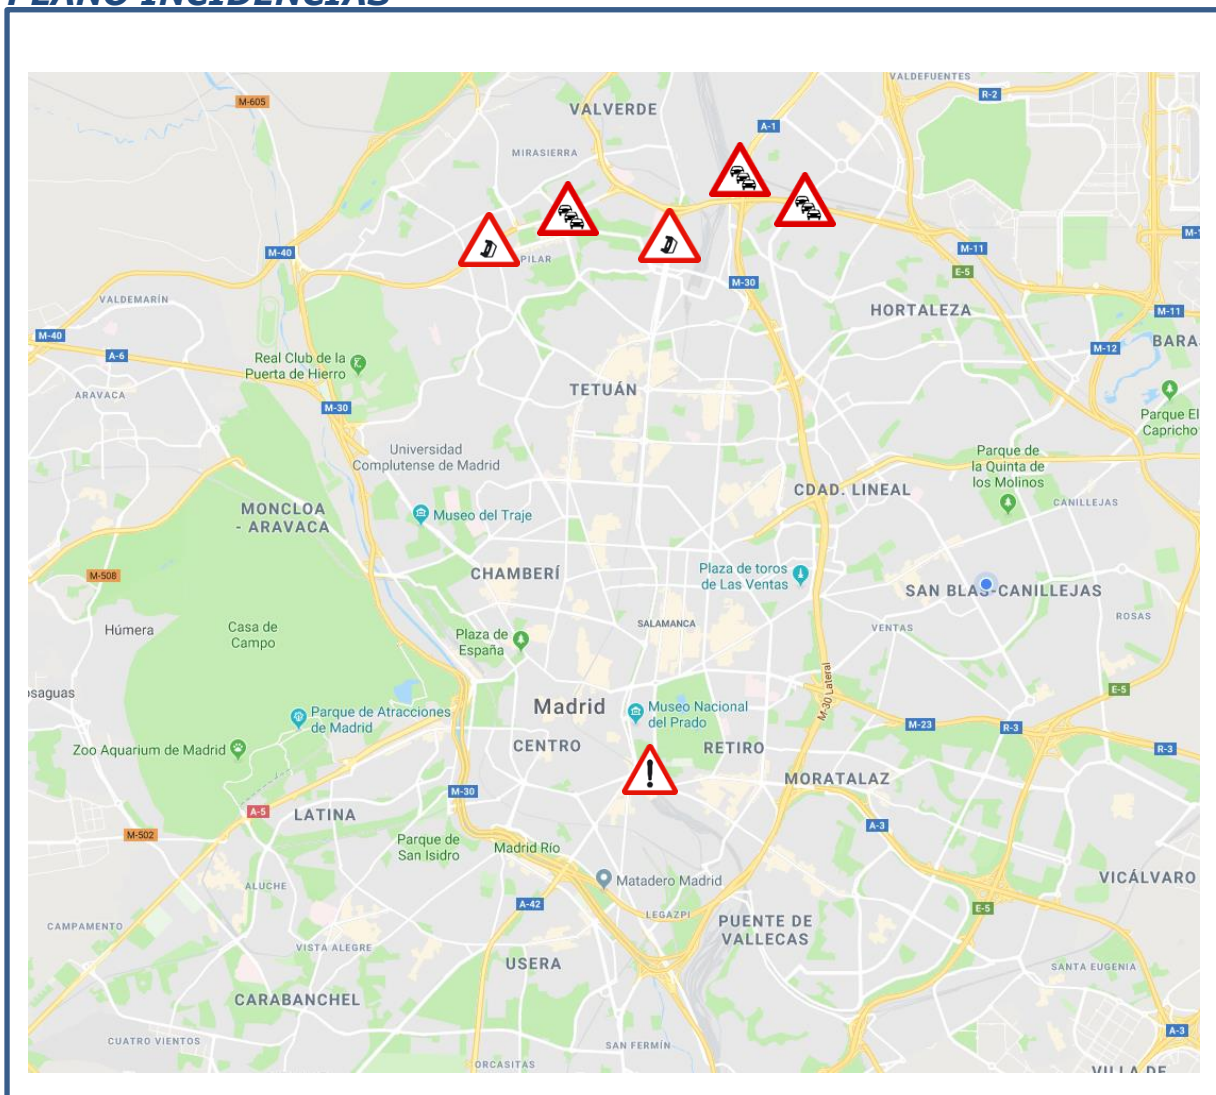 PLANO INCIDENCIAS
VALDEFUENTES
M-605
R-2
VALVERDE
A-1
MIRASIERRA
M-40
PILAR
M-11
E-5
M-30
VALDEMARÍN
HORTALEZA
M-11
M-40
A-6
M-12
Real Club de la
Puerta de Hierro
TETUÁN
ARAVACA
M-30
Parque El
Capricho
Universidad
Complutense de Madrid
Parque de
la Quinta de
los Molinos
CDAD. LINEAL
CANILLEJAS
MONCLOA
- ARAVACA
Museo del Traje
M-508
CHAMBERÍ
Plaza de toros
de Las Ventas
SAN BLAS-CANILLEJAS
ROSAS
Húmera
Casa de
Campo
Plaza de
España
SALAMANCA
VENTAS
M-30 Lateral
E-5
Parque de Atracciones
de Madrid
Madrid
Museo Nacional
del Prado
M-23
R-3
R-3
Zoo Aquarium de Madrid
CENTRO
RETIRO
MORATALAZ
M-30
A-5
LATINA
A-3
M-502
Parque de
San Isidro
Madrid Río
Matadero Madrid
VICÁLVARO
ALUCHE
A-42
LEGAZPI
E-5
CAMPAMENTO
PUENTE DE
VALLECAS
VISTA ALEGRE
USERA
SANTA EUGENIA
CARABANCHEL
A-3
CUATRO VIENTOS
SAN FERMÍN
ORCASITAS
VILLA DE